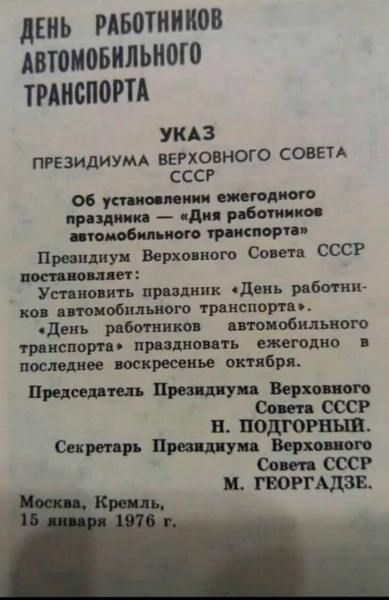 ДЕНЬ РАБОТНИКОВ
АВТОМОБИЛЬНОГО
ТРАНСПОРТА
УКАЗ
ПРЕЗИДИУМА ВЕРХОВНОГО СОВЕТА
СССР
Об установлении ежегодного
праздника — «Дня работников
автомобильного транспорта»
Президиум Верховного Совета СССР
постановляет:
Установить праздник «День работни-
ков автомобильного транспорта».
«День работников автомобильного
транспорта» праздновать ежегодно в
последнее воскресенье октября.
Председатель Президиума Верховного
Совета СССР
Н. ПОДГОРНЫЙ.
Секретарь Президиума Верховного
Совета СССР
М. ГЕОРГАДЗЕ.
Москва, Кремль,
15 января 1976 г.